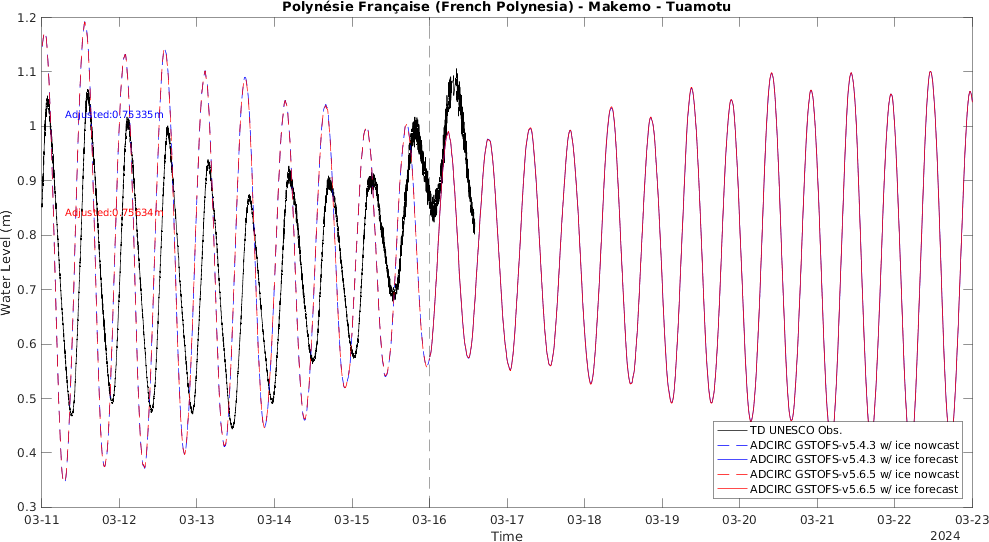 Polynésie Française (French Polynesia) - Makemo - Tuamotu
1.2
1.1
1
0.9
0.8
0.7
0.6
0.5
0.4
0.3
Water Level (m)
Adjusted:0.75335m
Adjusted:0.75634m
TD UNESCO Obs.
ADCIRC GSTOFS-v5.4.3 w/ ice nowcast
ADCIRC GSTOFS-v5.4.3 w/ ice forecast
ADCIRC GSTOFS-v5.6.5 w/ ice nowcast
ADCIRC GSTOFS-v5.6.5 w/ ice forecast
03-11 03-12 03-13 03-14 03-15 03-16 03-17 03-18 03-19 03-20 03-21 03-22 03-23
Time
2024